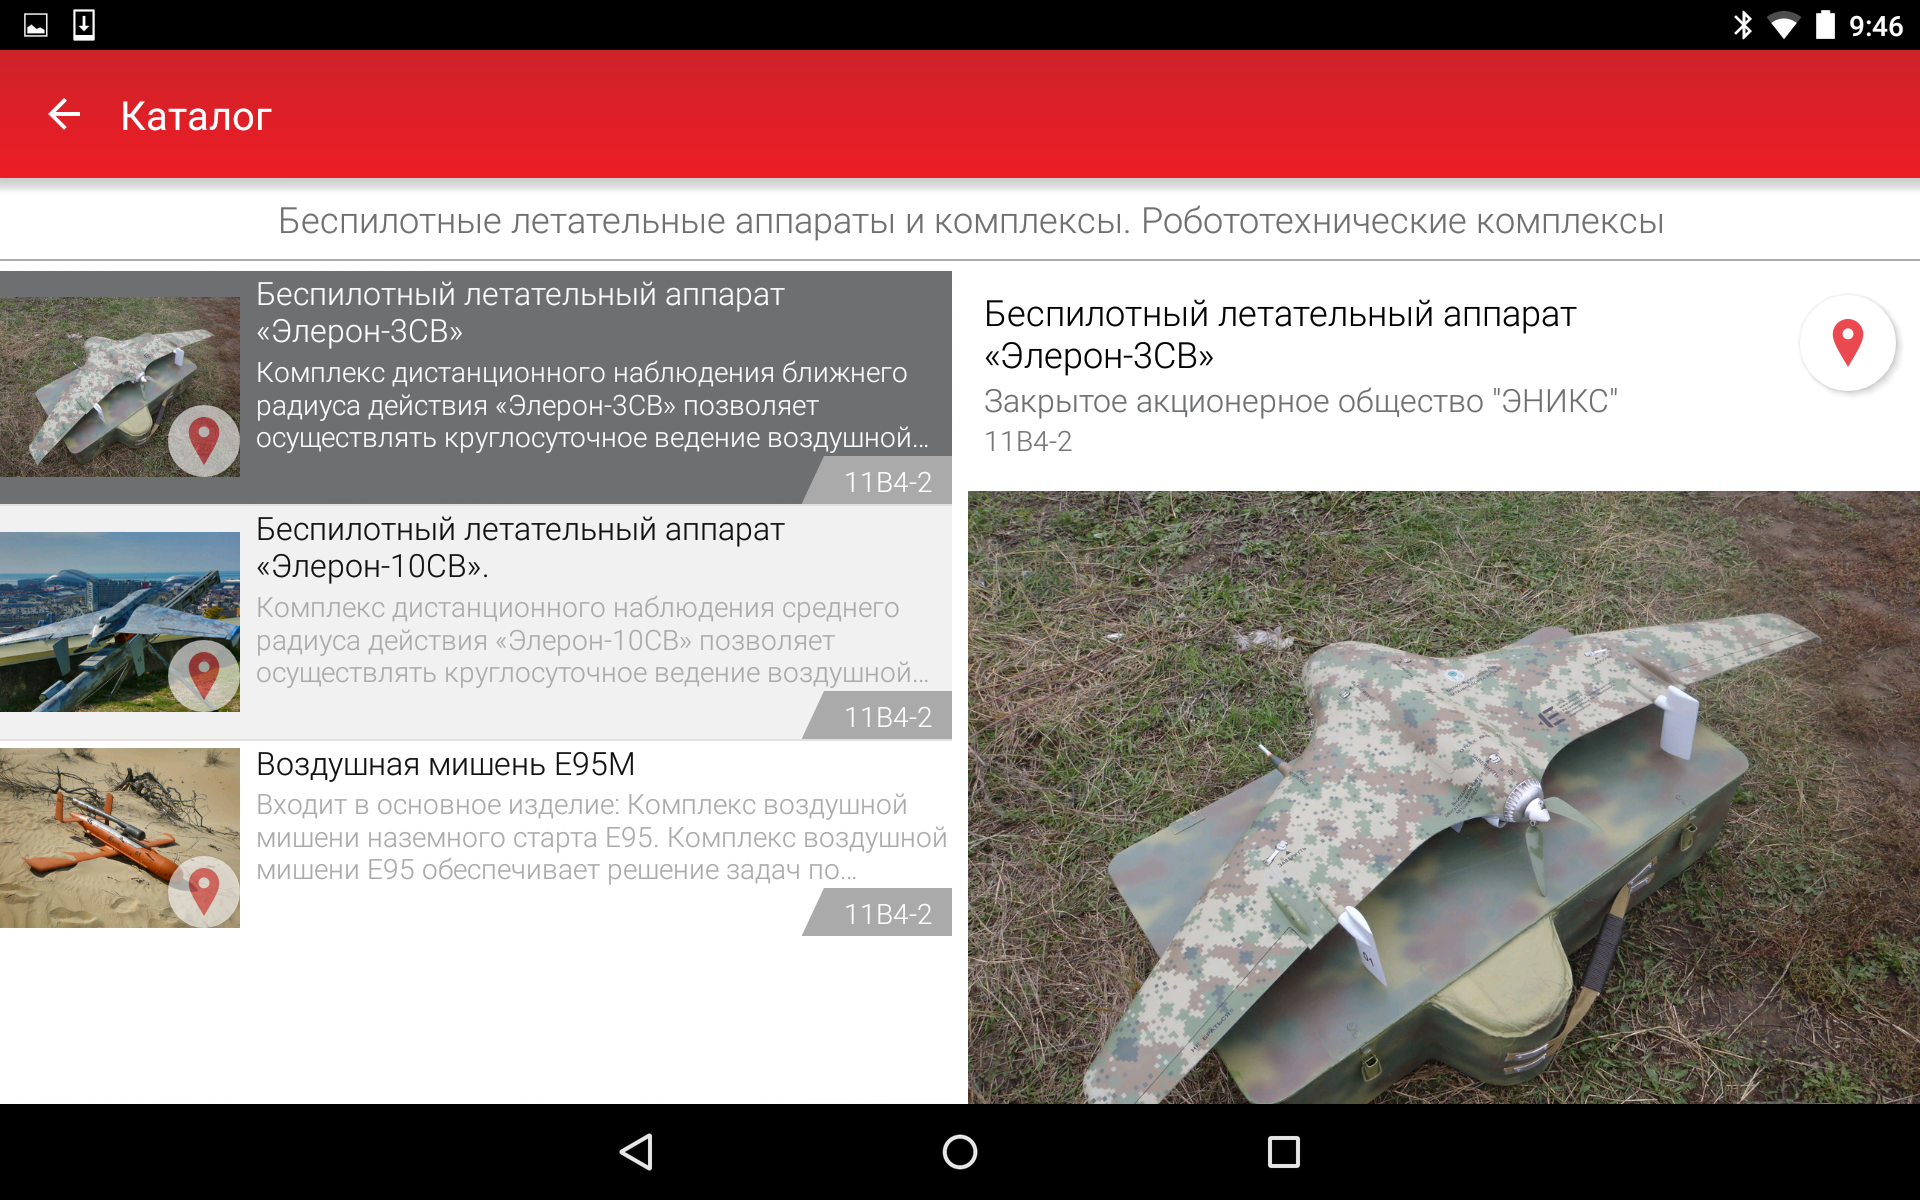 9:46
Каталог
Беспилотные летательные аппараты и комплексы. Робототехнические комплексы
Беспилотный летательный аппарат
«Элерон-3СВ»
Комплекс дистанционного наблюдения ближнего
радиуса действия «Элерон-3СВ» позволяет
осуществлять круглосуточное ведение воздушной…
11В4-2
Беспилотный летательный аппарат
«Элерон-10СВ».
Комплекс дистанционного наблюдения среднего
радиуса действия «Элерон-10СВ» позволяет
осуществлять круглосуточное ведение воздушной…
11В4-2
Воздушная мишень Е95М
Входит в основное изделие: Комплекс воздушной
мишени наземного старта Е95. Комплекс воздушной
мишени Е95 обеспечивает решение задач по…
11В4-2
Беспилотный летательный аппарат
«Элерон-3СВ»
Закрытое акционерное общество "ЭНИКС"
11В4-2
01